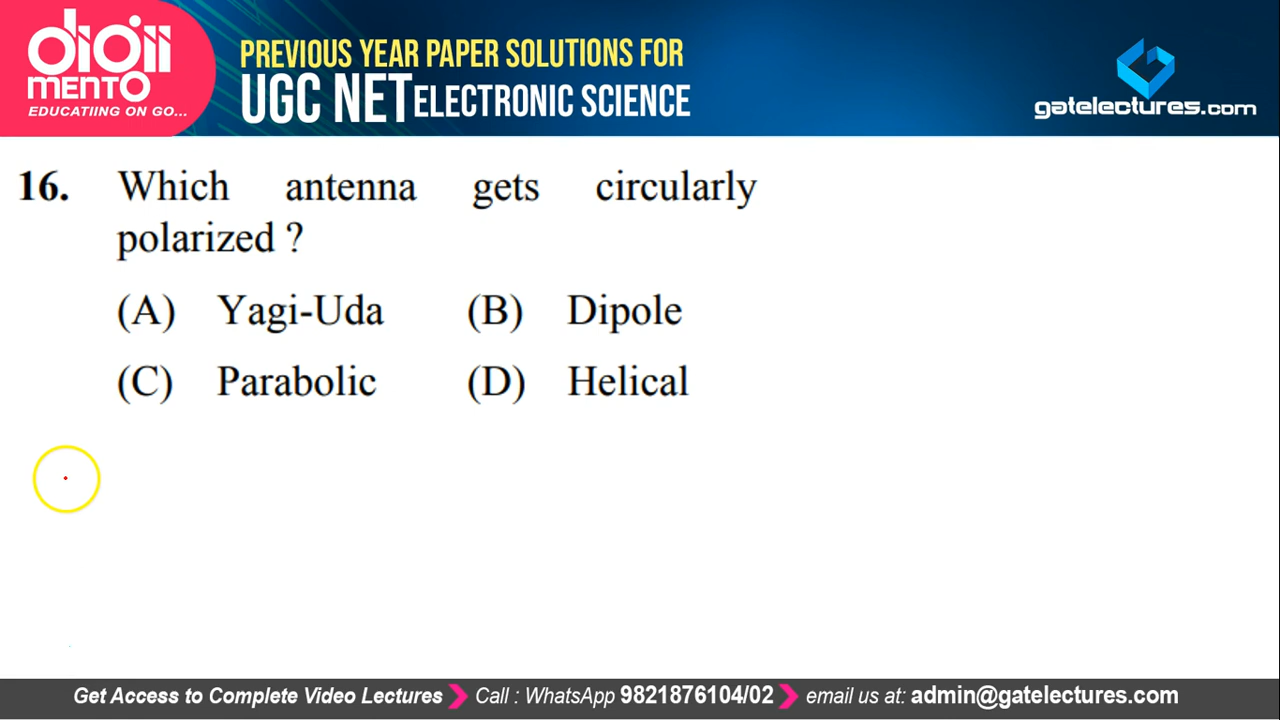 diGii
MENTO
EDUCATIING ON GO...
PREVIOUS YEAR PAPER SOLUTIONS FOR
UGC NET ELECTRONIC SCIENCE
gatelectures.com
16. Which antenna gets circularly
polarized ?
(A) Yagi-Uda (B) Dipole
(C) Parabolic (D) Helical
Get Access to Complete Video Lectures Call : WhatsApp 9821876104/02 email us at: admin@gatelectures.com